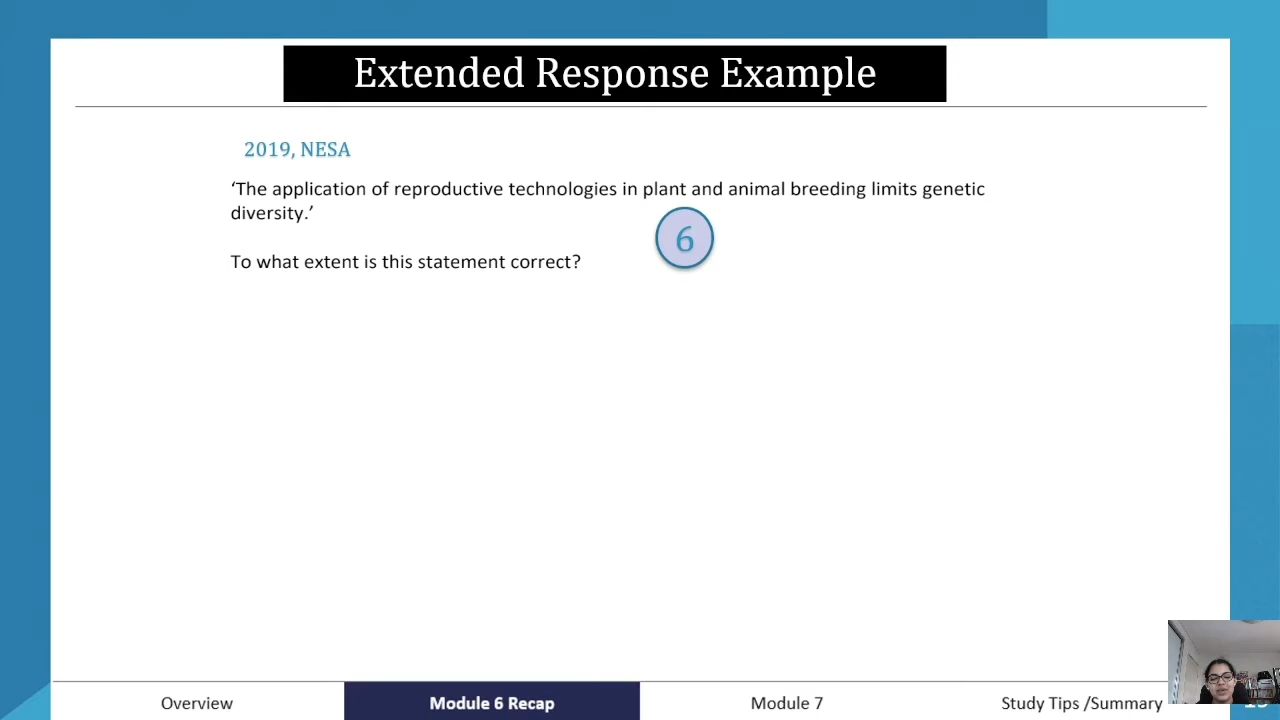 Extended Response Example
2019, NESA
‘The application of reproductive technologies in plant and animal breeding limits genetic
diversity.’
6
To what extent is this statement correct?
Overview
Module 6 Recap
Module 7
Study Tips /Summary